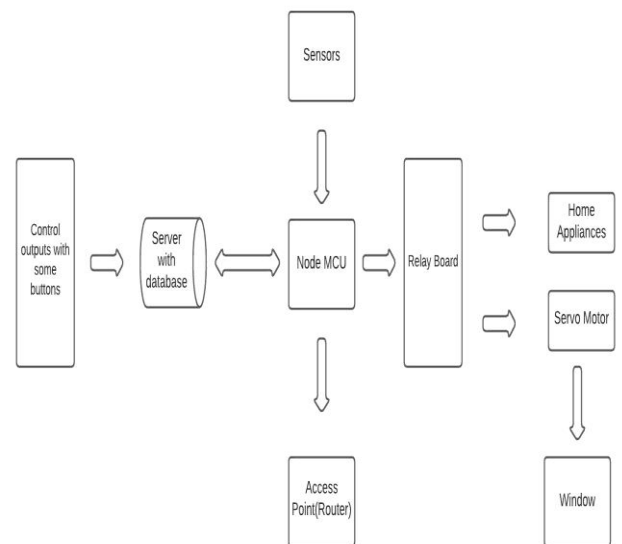 Sensors
Control
outputs with
some
buttons
Server
with
database
Node MCU
Relay Board
Home
Appliances
Servo Motor
Access
Point(Router)
Window